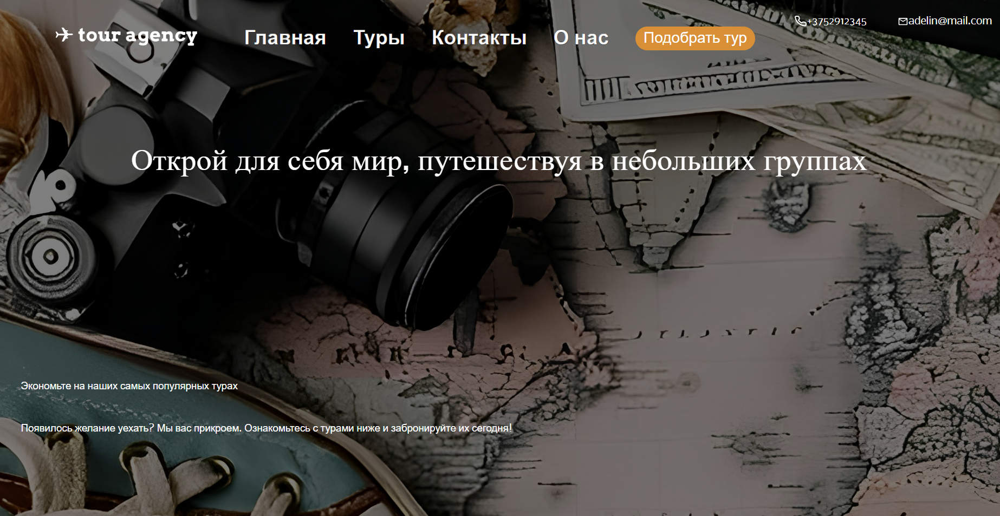 tour agency
Главная
Туры
Контакты
О нас
Подобрать тур
+3752912345
adelin@mail.com
Открой для себя мир, путешествуя в небольших группах
Экономьте на наших самых популярных турах
Появилось желание уехать? Мы вас прикроем. Ознакомьтесь с турами ниже и забронируйте их сегодня!